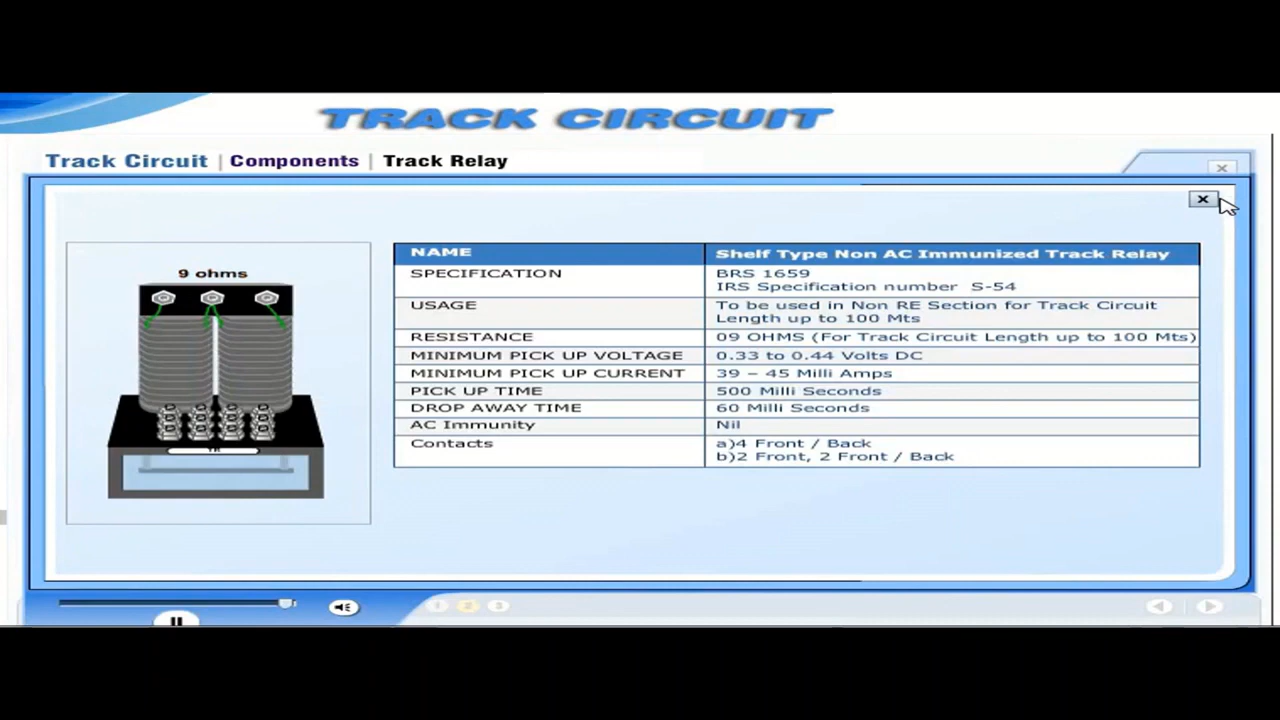 TRACK CIRCUIT
Track Circuit | Components | Track Relay
9 ohms
TR
NAME Shelf Type Non AC Immunized Track Relay
SPECIFICATION BRS 1659
IRS Specification number S-54
USAGE To be used in Non RE Section for Track Circuit
Length up to 100 Mts
RESISTANCE 09 OHMS (For Track Circuit Length up to 100 Mts)
MINIMUM PICK UP VOLTAGE 0.33 to 0.44 Volts DC
MINIMUM PICK UP CURRENT 39 – 45 Milli Amps
PICK UP TIME 500 Milli Seconds
DROP AWAY TIME 60 Milli Seconds
AC Immunity Nil
Contacts a)4 Front / Back
b)2 Front, 2 Front / Back
1 2 3